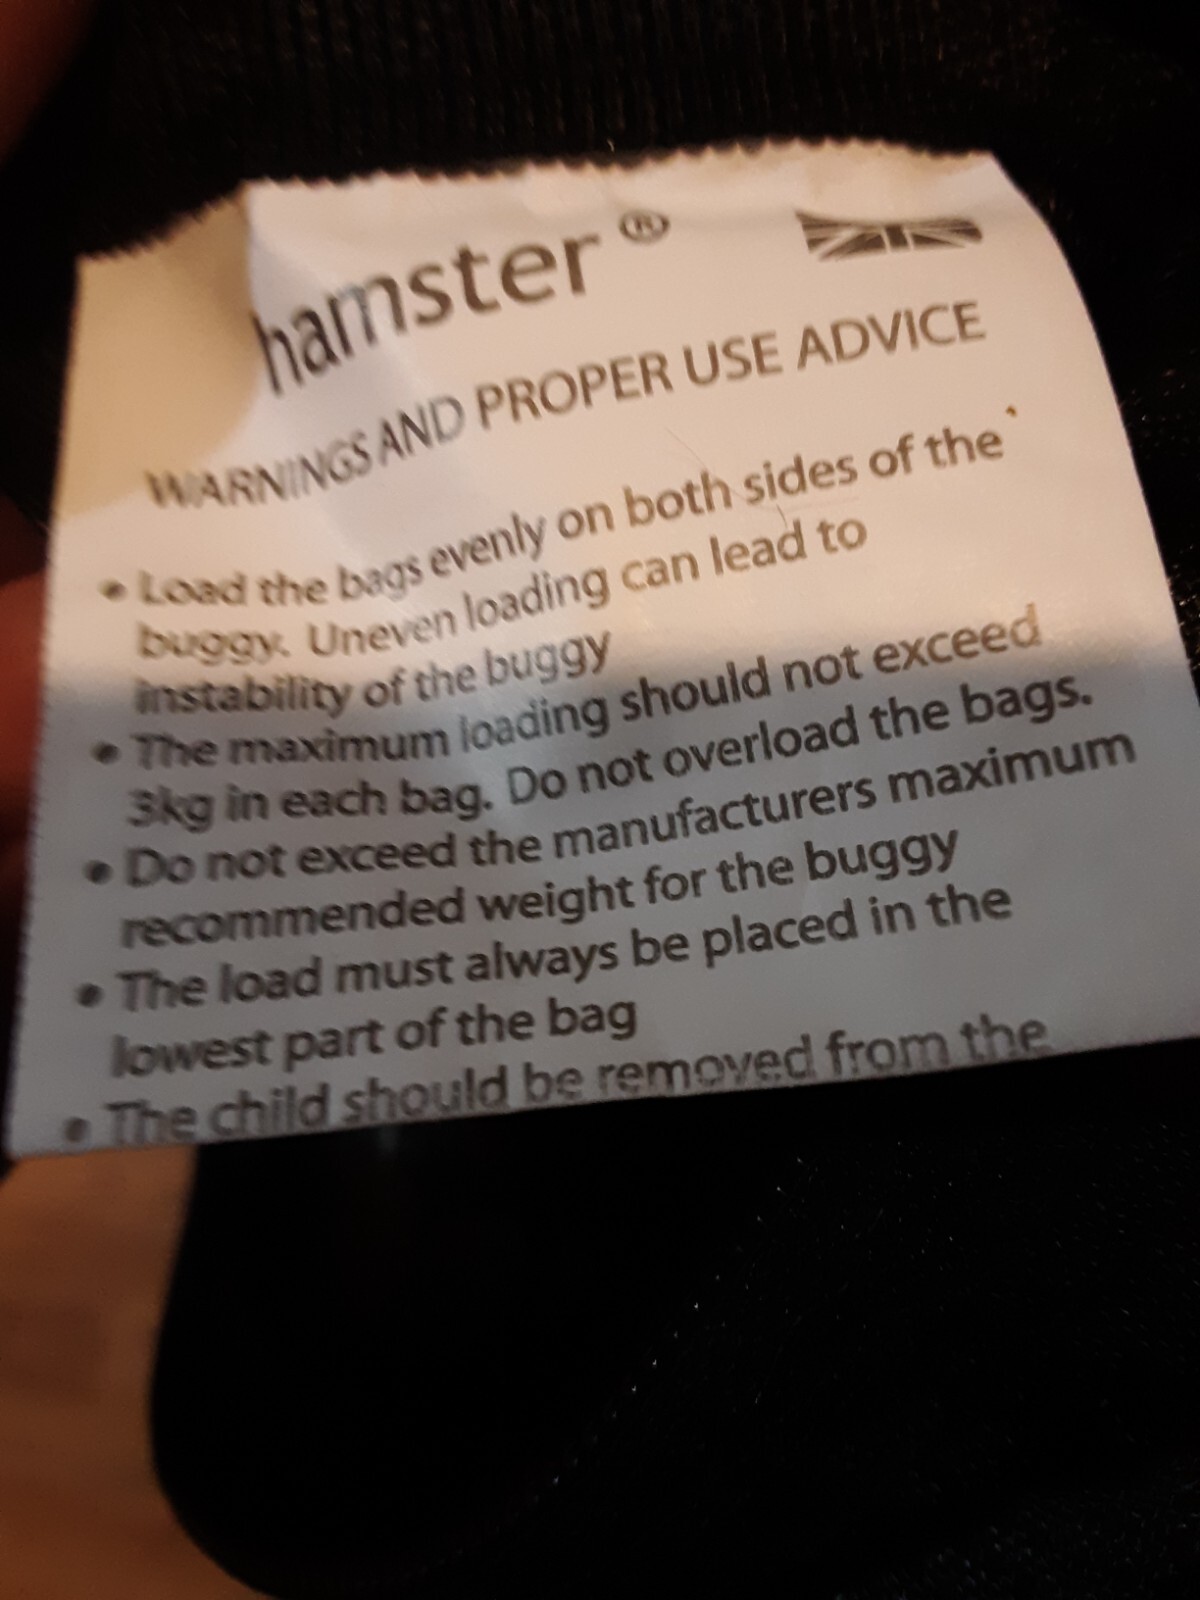 hamster ®
WARNINGS AND PROPER USE ADVICE
• Load the bags evenly on both sides of the
buggy. Uneven loading can lead to
instability of the buggy
• The maximum loading should not exceed
3kg in each bag. Do not overload the bags.
• Do not exceed the manufacturers maximum
recommended weight for the buggy
• The load must always be placed in the
lowest part of the bag
• The child should be removed from the